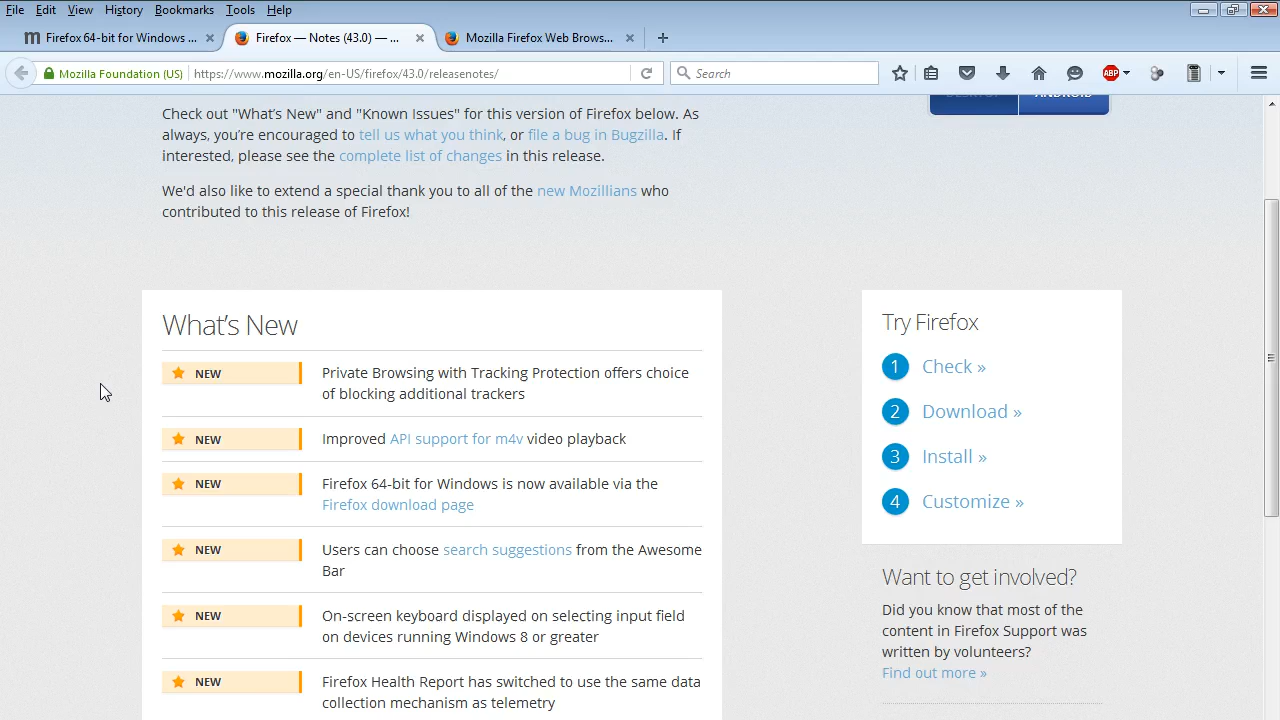 File Edit View History Bookmarks Tools Help
Firefox 64-bit for Windows ...
Firefox — Notes (43.0) — ...
Mozilla Firefox Web Brows...
Mozilla Foundation (US)
https://www.mozilla.org/en-US/firefox/43.0/releasenotes/
Search
ABP
DESKTOP
ANDROID
Check out "What's New" and "Known Issues" for this version of Firefox below. As
always, you're encouraged to tell us what you think, or file a bug in Bugzilla. If
interested, please see the complete list of changes in this release.
We'd also like to extend a special thank you to all of the new Mozillians who
contributed to this release of Firefox!
What's New
NEW
Private Browsing with Tracking Protection offers choice
of blocking additional trackers
NEW
Improved API support for m4v video playback
NEW
Firefox 64-bit for Windows is now available via the
Firefox download page
NEW
Users can choose search suggestions from the Awesome
Bar
NEW
On-screen keyboard displayed on selecting input field
on devices running Windows 8 or greater
NEW
Firefox Health Report has switched to use the same data
collection mechanism as telemetry
Try Firefox
1 Check »
2 Download »
3 Install »
4 Customize »
Want to get involved?
Did you know that most of the
content in Firefox Support was
written by volunteers?
Find out more »